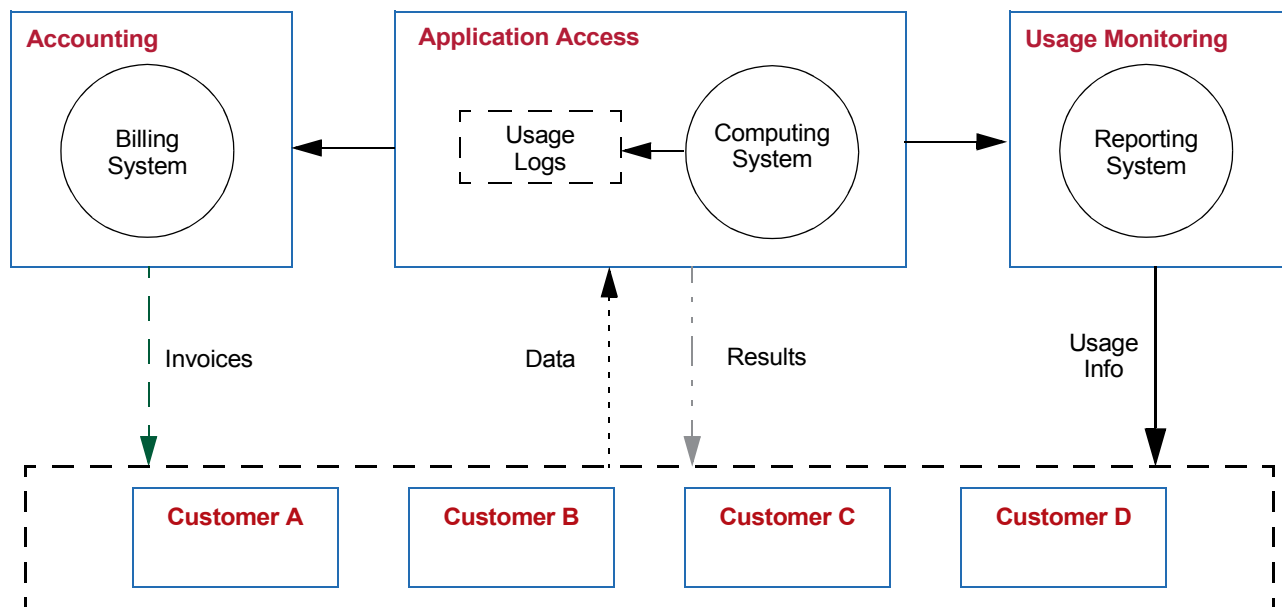 Accounting
Application Access
Usage Monitoring
Billing
System
Usage
Logs
Computing
System
Reporting
System
Invoices
Data
Results
Usage
Info
Customer A
Customer B
Customer C
Customer D